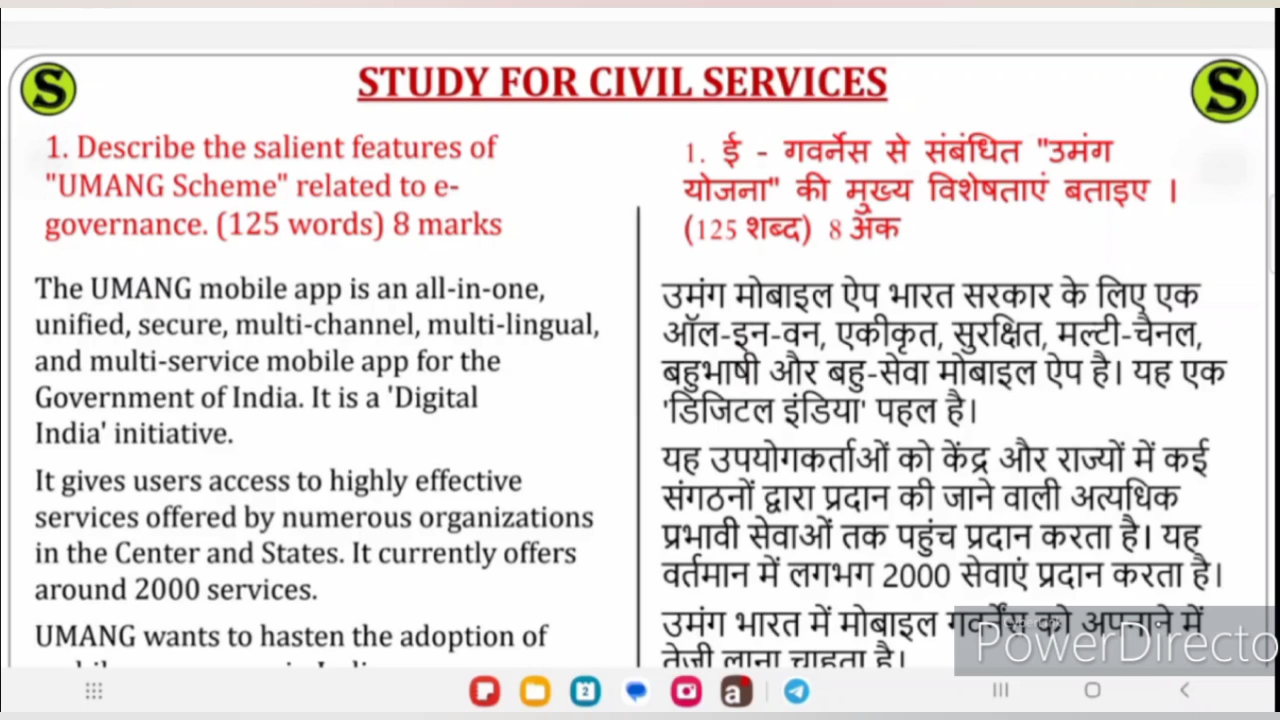 S
STUDY FOR CIVIL SERVICES
S
1. Describe the salient features of
"UMANG Scheme" related to e-
governance. (125 words) 8 marks
The UMANG mobile app is an all-in-one,
unified, secure, multi-channel, multi-lingual,
and multi-service mobile app for the
Government of India. It is a 'Digital
India' initiative.
It gives users access to highly effective
services offered by numerous organizations
in the Center and States. It currently offers
around 2000 services.
UMANG wants to hasten the adoption of
1. ई - गवर्नेंस से संबंधित "उमंग
योजना" की मुख्य विशेषताएं बताइए ।
(125 शब्द) 8 अंक
उमंग मोबाइल ऐप भारत सरकार के लिए एक
ऑल-इन-वन, एकीकृत, सुरक्षित, मल्टी-चैनल,
बहुभाषी और बहु-सेवा मोबाइल ऐप है। यह एक
'डिजिटल इंडिया' पहल है।
यह उपयोगकर्ताओं को केंद्र और राज्यों में कई
संगठनों द्वारा प्रदान की जाने वाली अत्यधिक
प्रभावी सेवाओं तक पहुंच प्रदान करता है। यह
वर्तमान में लगभग 2000 सेवाएं प्रदान करता है।
उमंग भारत में मोबाइल गवर्नेंस को अपनाने में
तेजी लाना चाहता है।
CyberLink
PowerDirecto
2
a